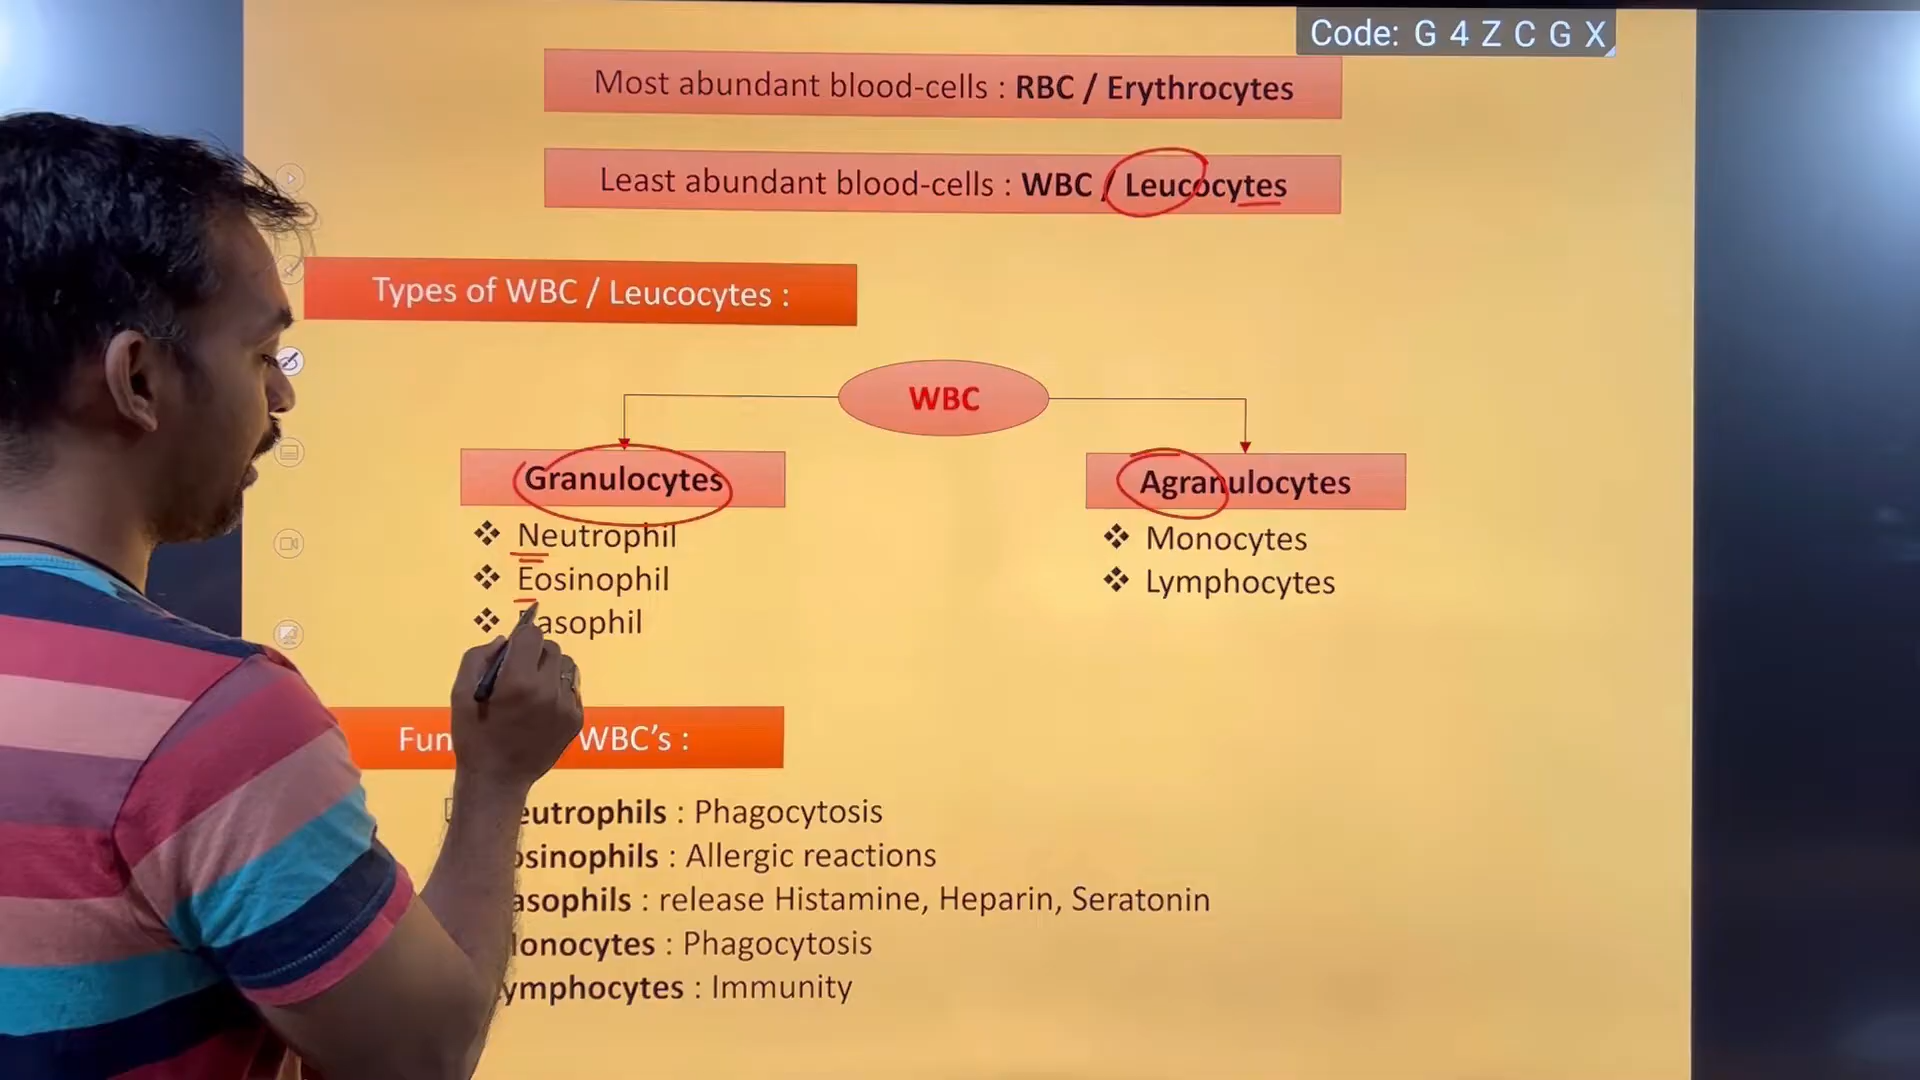 Code: G 4 Z C G X
Most abundant blood-cells : RBC / Erythrocytes
Least abundant blood-cells : WBC / Leucocytes
Types of WBC / Leucocytes :
WBC
Granulocytes
❖ Neutrophil
❖ Eosinophil
❖ asophil
Agranulocytes
❖ Monocytes
❖ Lymphocytes
Fun WBC’s :
eutrophils : Phagocytosis
osinophils : Allergic reactions
asophils : release Histamine, Heparin, Seratonin
onocytes : Phagocytosis
ymphocytes : Immunity